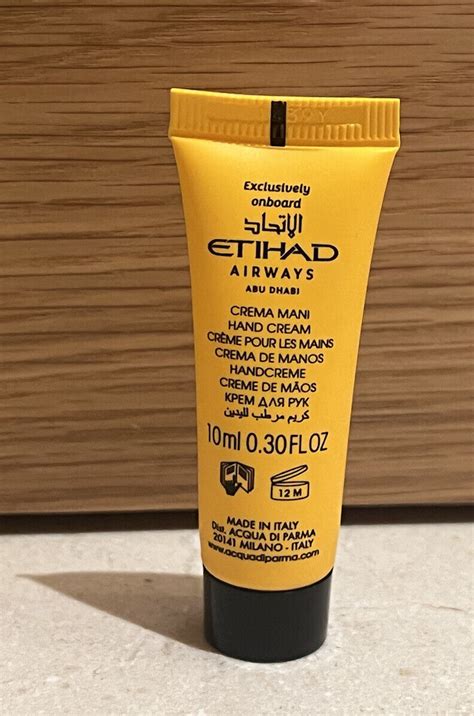 Exclusively
onboard
الاتحاد
ETIHAD
AIRWAYS
ABU DHABI
CREMA MANI
HAND CREAM
CRÈME POUR LES MAINS
CREMA DE MANOS
HANDCREME
CREME DE MÃOS
КРЕМ ДЛЯ РУК
كريم مرطب لليدين
10ml 0.30FL OZ
12 M
MADE IN ITALY
Dist. ACQUA DI PARMA
20141 MILANO - ITALY
www.acquadiparma.com